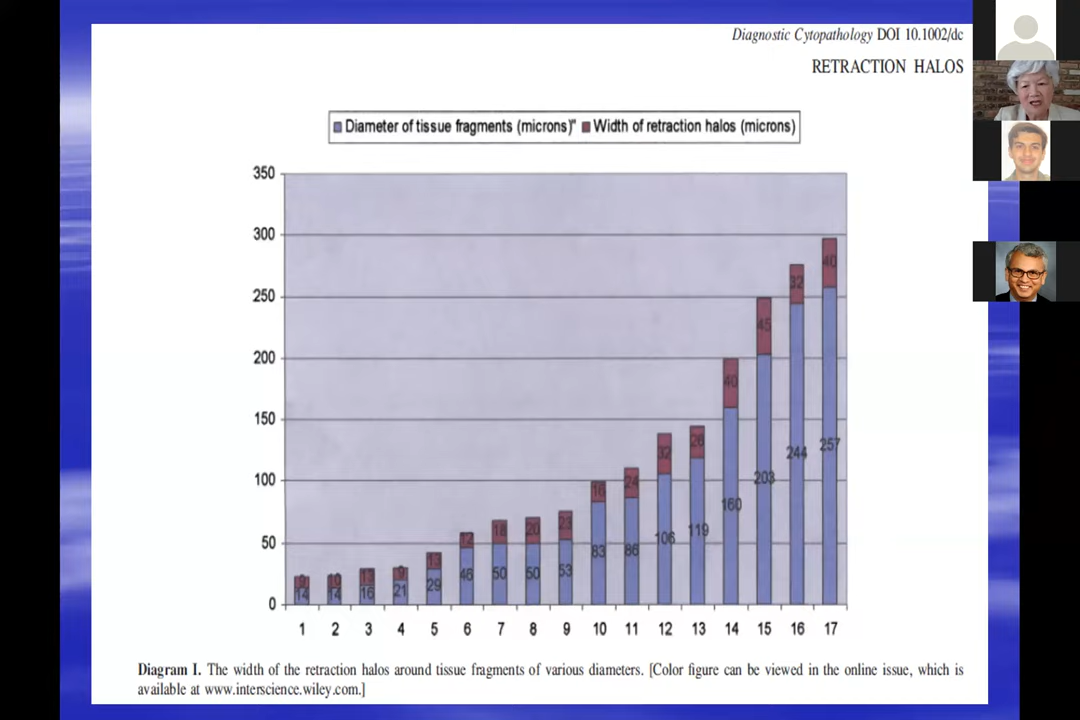 Diagnostic Cytopathology DOI 10.1002/dc
RETRACTION HALOS
Diameter of tissue fragments (microns)" Width of retraction halos (microns)
350
300
250
200
150
100
50
0
9 10 13 9 13 12 18 20 23 16 24 32 26 40 45 32 40
14 14 16 21 29 46 50 50 53 83 86 106 119 160 203 244 257
1 2 3 4 5 6 7 8 9 10 11 12 13 14 15 16 17
Diagram I. The width of the retraction halos around tissue fragments of various diameters. [Color figure can be viewed in the online issue, which is
available at www.interscience.wiley.com.]